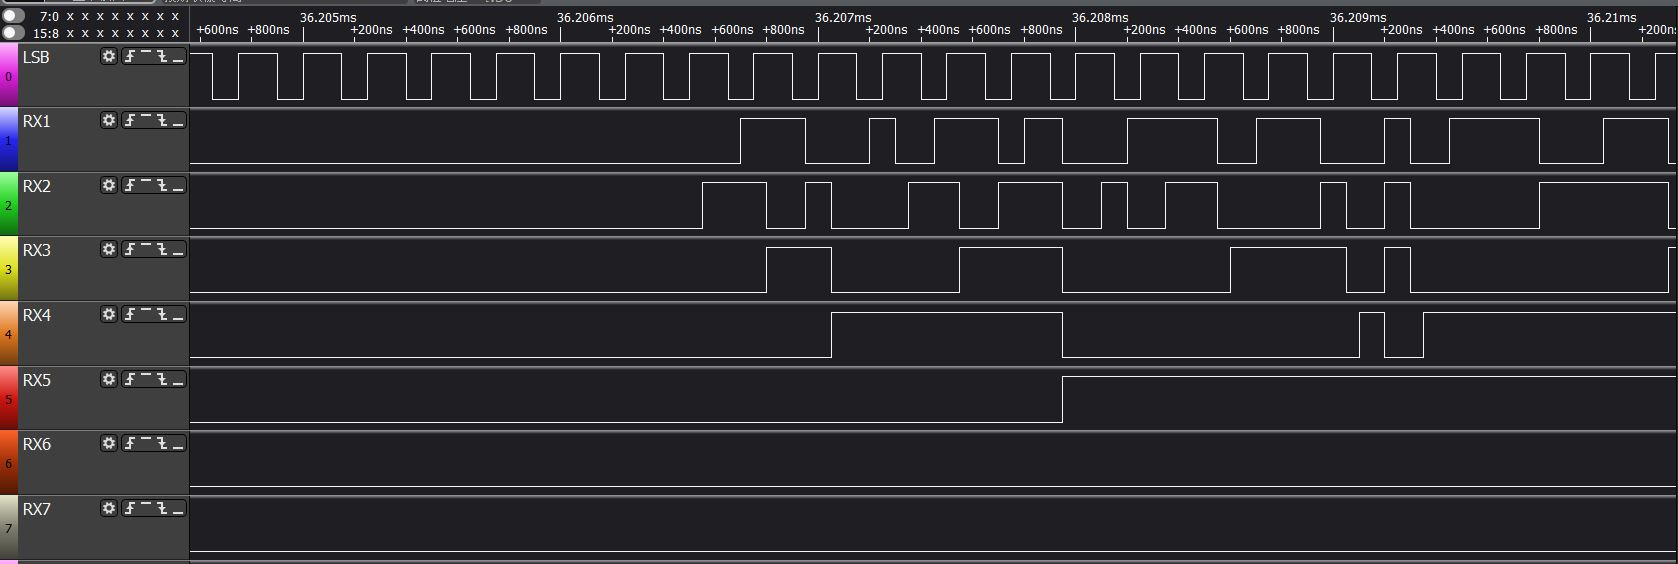 7:0 x x x x x x x x
15:8 x x x x x x x x
36.205ms 36.206ms 36.207ms 36.208ms 36.209ms 36.21ms
+600ns +800ns +200ns +400ns +600ns +800ns +200ns +400ns +600ns +800ns +200ns +400ns +600ns +800ns +200ns +400ns +600ns +800ns +200ns +400ns +600ns +800ns +200n
LSB
0
RX1
1
RX2
2
RX3
3
RX4
4
RX5
5
RX6
6
RX7
7